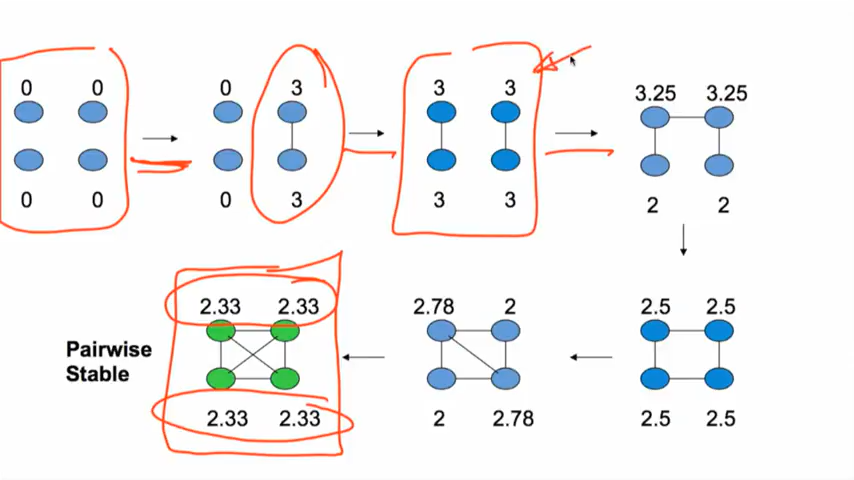 0 0 0 3 3 3 3.25 3.25
0 0 0 3 3 3 2 2
2.33 2.33 2.78 2 2.5 2.5
Pairwise
Stable
2.33 2.33 2 2.78 2.5 2.5